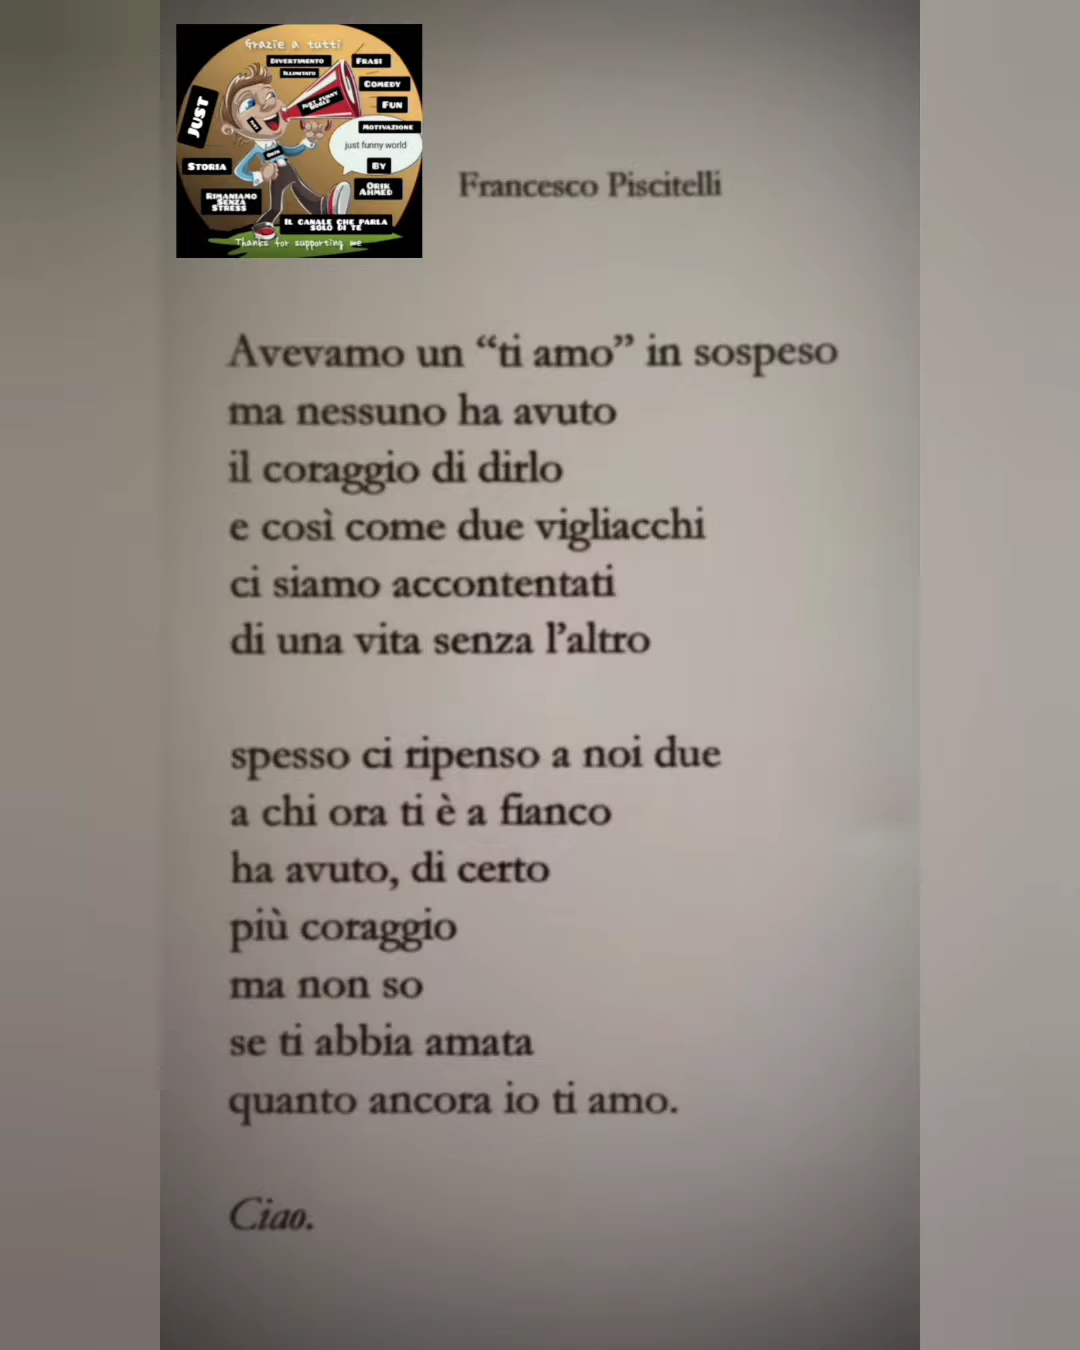 Grazie a tutti
DIVERTIMENTO
ILLIMITATO
FRASI
COMEDY
FUN
JUST
JUST FUNNY WORLD
MOTIVAZIONE
just funny world
STORIA
BY
ORIK
AHMED
RIMANIAMO
SENZA
STRESS
IL CANALE CHE PARLA
SOLO DI TE
Thanks for supporting me
Francesco Piscitelli
Avevamo un “ti amo” in sospeso
ma nessuno ha avuto
il coraggio di dirlo
e così come due vigliacchi
ci siamo accontentati
di una vita senza l’altro
spesso ci ripenso a noi due
a chi ora ti è a fianco
ha avuto, di certo
più coraggio
ma non so
se ti abbia amata
quanto ancora io ti amo.
Ciao.